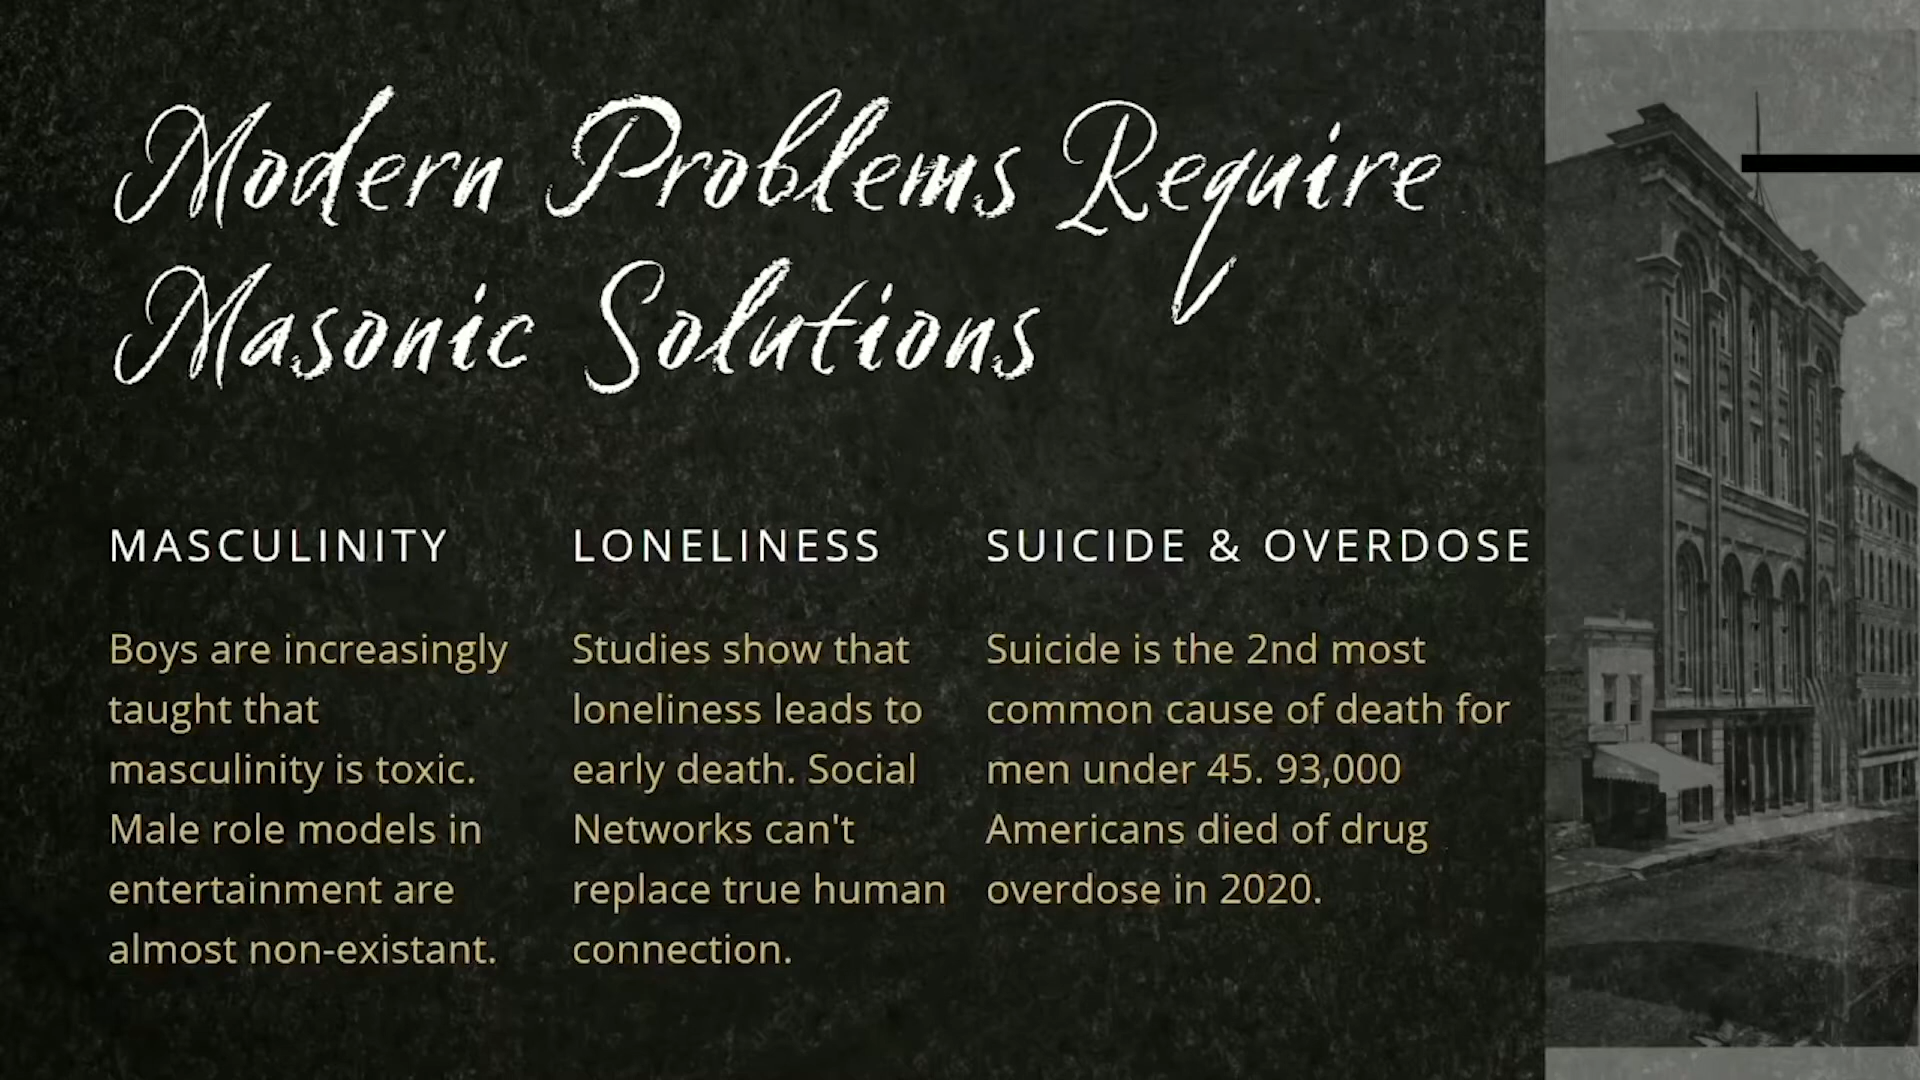 Modern Problems Require
Masonic Solutions
MASCULINITY
Boys are increasingly
taught that
masculinity is toxic.
Male role models in
entertainment are
almost non-existant.
LONELINESS
Studies show that
loneliness leads to
early death. Social
Networks can't
replace true human
connection.
SUICIDE & OVERDOSE
Suicide is the 2nd most
common cause of death for
men under 45. 93,000
Americans died of drug
overdose in 2020.